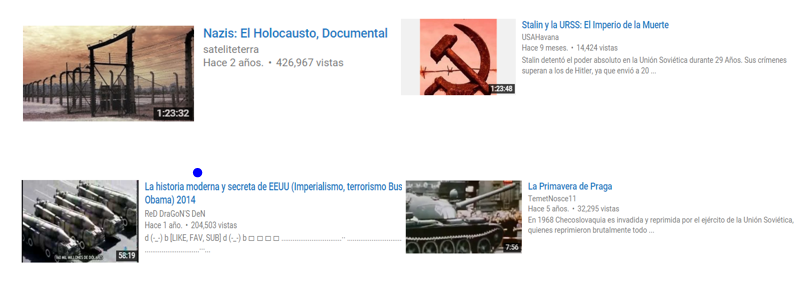 Nazis: El Holocausto, Documental
sateliteterra
Hace 2 años. • 426,967 vistas
1:23:32
Stalin y la URSS: El Imperio de la Muerte
USAHavana
Hace 9 meses. • 14,424 vistas
Stalin detentó el poder absoluto en la Unión Soviética durante 29 Años. Sus crímenes
superan a los de Hitler, ya que envió a 20 ...
1:23:48
La historia moderna y secreta de EEUU (Imperialismo, terrorismo Bus
Obama) 2014
ReD DraGoN'S DeN
Hace 1 año. • 204,503 vistas
d (-_-) b [LIKE, FAV, SUB] d (-_-) b □ □ □ □ ................................·· .............................
...................................··...
58:19
La Primavera de Praga
TemetNosce11
Hace 5 años. • 32,295 vistas
En 1968 Checoslovaquia es invadida y reprimida por el ejército de la Unión Soviética,
quienes reprimieron brutalmente todo ...
7:56